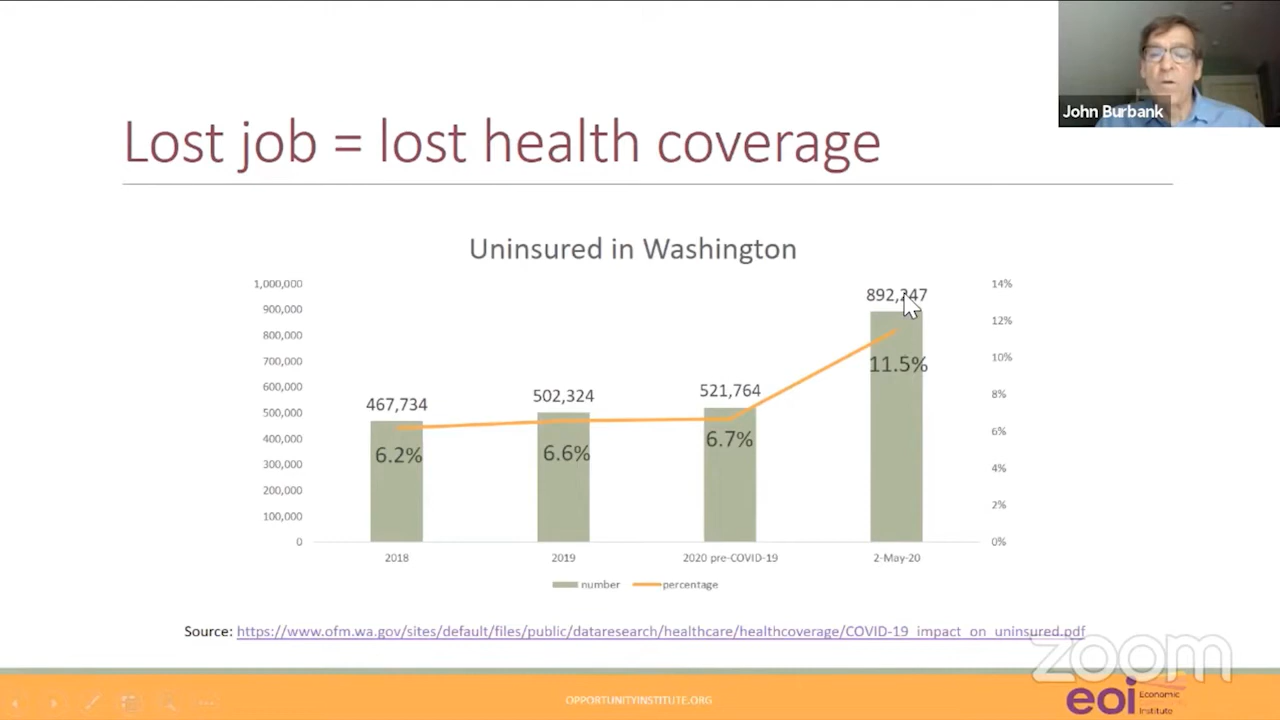 John Burbank
Lost job = lost health coverage
Uninsured in Washington
1,000,000
900,000
800,000
700,000
600,000
500,000
400,000
300,000
200,000
100,000
0
467,734
6.2%
502,324
6.6%
521,764
6.7%
892,247
11.5%
14%
12%
10%
8%
6%
4%
2%
0%
2018
2019
2020 pre-COVID-19
2-May-20
number
percentage
Source: https://www.ofm.wa.gov/sites/default/files/public/dataresearch/healthcare/healthcoverage/COVID-19_impact_on_uninsured.pdf
zoom
OPPORTUNITYINSTITUTE.ORG
eoi
Economic
Institute